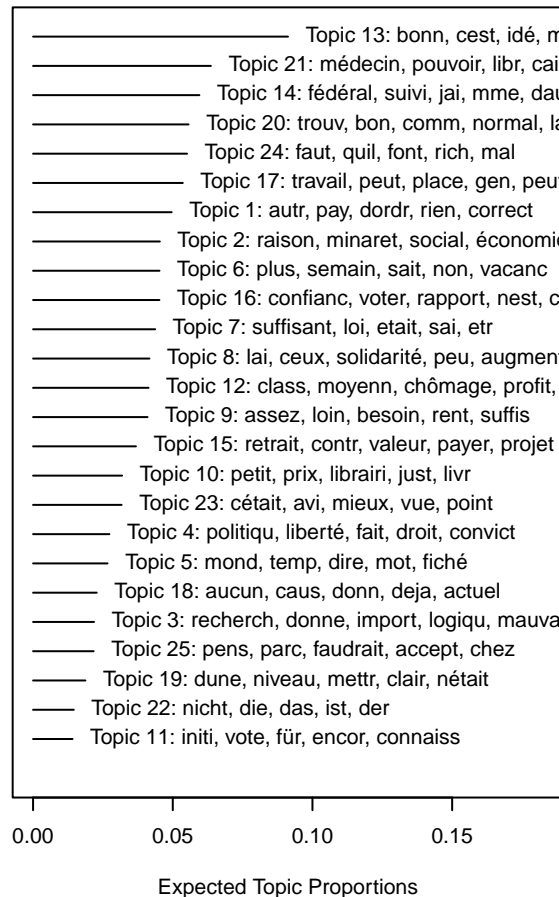 Topic 13: bonn, cest, idé, m
Topic 21: médecin, pouvoir, libr, cai
Topic 14: fédéral, suivi, jai, mme, dau
Topic 20: trouv, bon, comm, normal, la
Topic 24: faut, quil, font, rich, mal
Topic 17: travail, peut, place, gen, peu
Topic 1: autr, pay, dordr, rien, correct
Topic 2: raison, minaret, social, économi
Topic 6: plus, semain, sait, non, vacanc
Topic 16: confianc, voter, rapport, nest, c
Topic 7: suffisant, loi, etait, sai, etr
Topic 8: lai, ceux, solidarité, peu, augmen
Topic 12: class, moyenn, chômage, profit,
Topic 9: assez, loin, besoin, rent, suffis
Topic 15: retrait, contr, valeur, payer, projet
Topic 10: petit, prix, librairi, just, livr
Topic 23: cétait, avi, mieux, vue, point
Topic 4: politiqu, liberté, fait, droit, convict
Topic 5: mond, temp, dire, mot, fiché
Topic 18: aucun, caus, donn, deja, actuel
Topic 3: recherch, donne, import, logiqu, mauva
Topic 25: pens, parc, faudrait, accept, chez
Topic 19: dune, niveau, mettr, clair, nétait
Topic 22: nicht, die, das, ist, der
Topic 11: initi, vote, für, encor, connaiss
0.00 0.05 0.10 0.15
Expected Topic Proportions